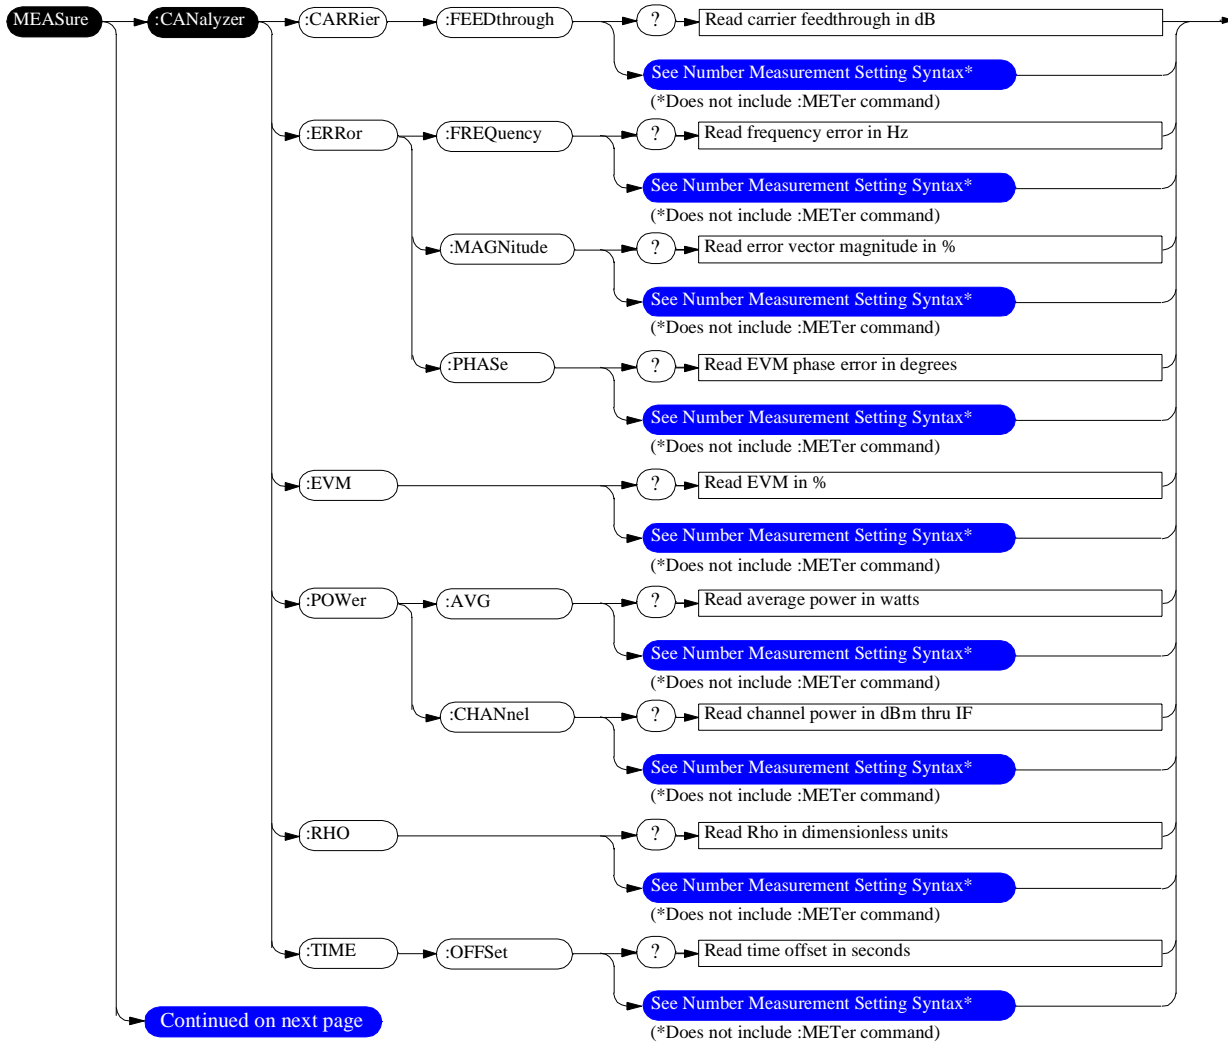 MEASure :CANalyzer :CARRier :FEEDthrough ? Read carrier feedthrough in dB
See Number Measurement Setting Syntax*
(*Does not include :METer command)
:ERRor :FREQuency ? Read frequency error in Hz
See Number Measurement Setting Syntax*
(*Does not include :METer command)
:MAGNitude ? Read error vector magnitude in %
See Number Measurement Setting Syntax*
(*Does not include :METer command)
:PHASe ? Read EVM phase error in degrees
See Number Measurement Setting Syntax*
(*Does not include :METer command)
:EVM ? Read EVM in %
See Number Measurement Setting Syntax*
(*Does not include :METer command)
:POWer :AVG ? Read average power in watts
See Number Measurement Setting Syntax*
(*Does not include :METer command)
:CHANnel ? Read channel power in dBm thru IF
See Number Measurement Setting Syntax*
(*Does not include :METer command)
:RHO ? Read Rho in dimensionless units
See Number Measurement Setting Syntax*
(*Does not include :METer command)
:TIME :OFFSet ? Read time offset in seconds
See Number Measurement Setting Syntax*
(*Does not include :METer command)
Continued on next page